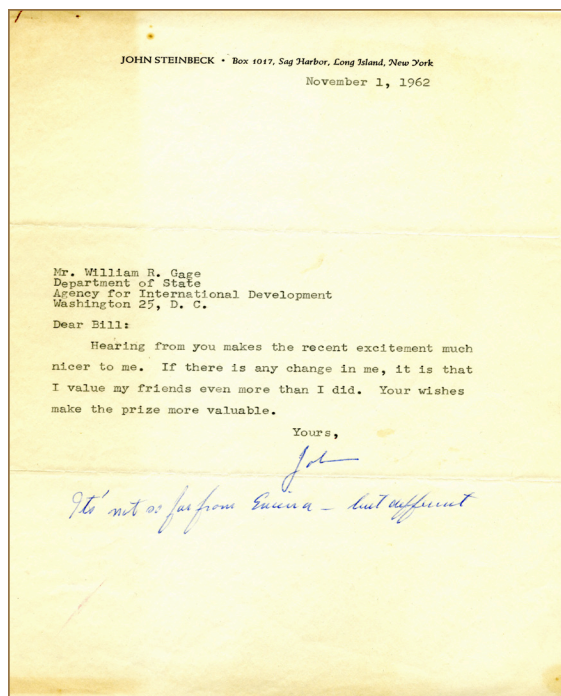 JOHN STEINBECK • Box 1017, Sag Harbor, Long Island, New York
November 1, 1962
Mr. William R. Gage
Department of State
Agency for International Development
Washington 25, D. C.
Dear Bill:
Hearing from you makes the recent excitement much
nicer to me. If there is any change in me, it is that
I value my friends even more than I did. Your wishes
make the prize more valuable.
Yours,
John
Its' not so far from Encina — but different